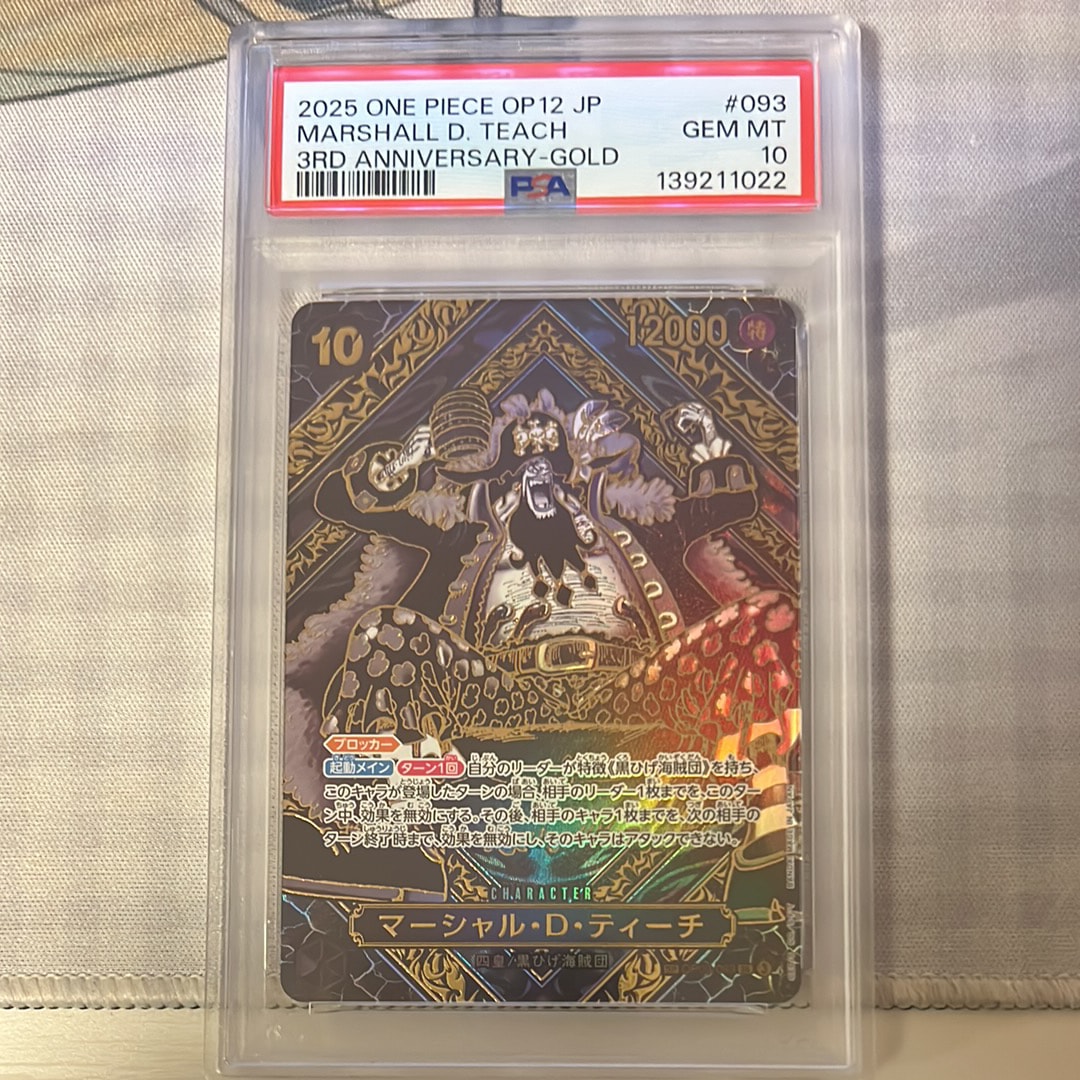 2025 ONE PIECE OP12 JP #093
MARSHALL D. TEACH GEM MT
3RD ANNIVERSARY-GOLD 10
PSA 139211022
10 12000 特
ブロッカー
起動メイン ターン1回 自分のリーダーが特徴《黒ひげ海賊団》を持ち、
このキャラが登場したターンの場合、相手のリーダー1枚までを、このター
ン中、効果を無効にする。その後、相手のキャラ1枚までを、次の相手の
ターン終了時まで、効果を無効にし、そのキャラはアタックできない。
CHARACTER
マーシャル・D・ティーチ
四皇/黒ひげ海賊団